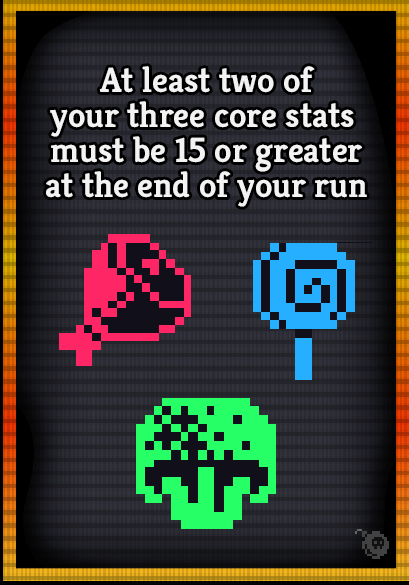 At least two of
your three core stats
must be 15 or greater
at the end of your run